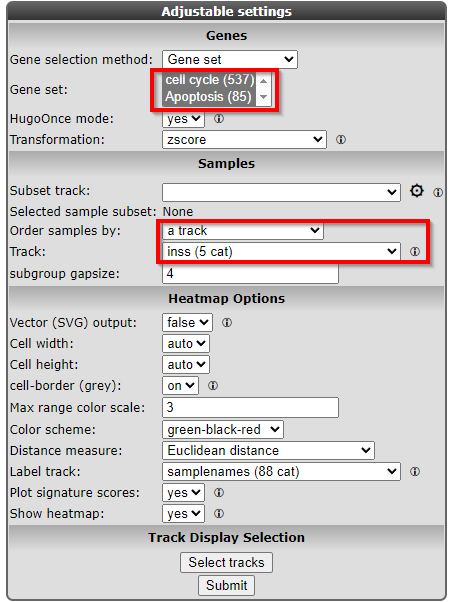 Adjustable settings
Genes
Gene selection method: Gene set
Gene set: cell cycle (537)
Apoptosis (85)
HugoOnce mode: yes
Transformation: zscore
Samples
Subset track:
Selected sample subset: None
Order samples by: a track
Track: inss (5 cat)
subgroup gapsize: 4
Heatmap Options
Vector (SVG) output: false
Cell width: auto
Cell height: auto
cell-border (grey): on
Max range color scale: 3
Color scheme: green-black-red
Distance measure: Euclidean distance
Label track: samplenames (88 cat)
Plot signature scores: yes
Show heatmap: yes
Track Display Selection
Select tracks
Submit